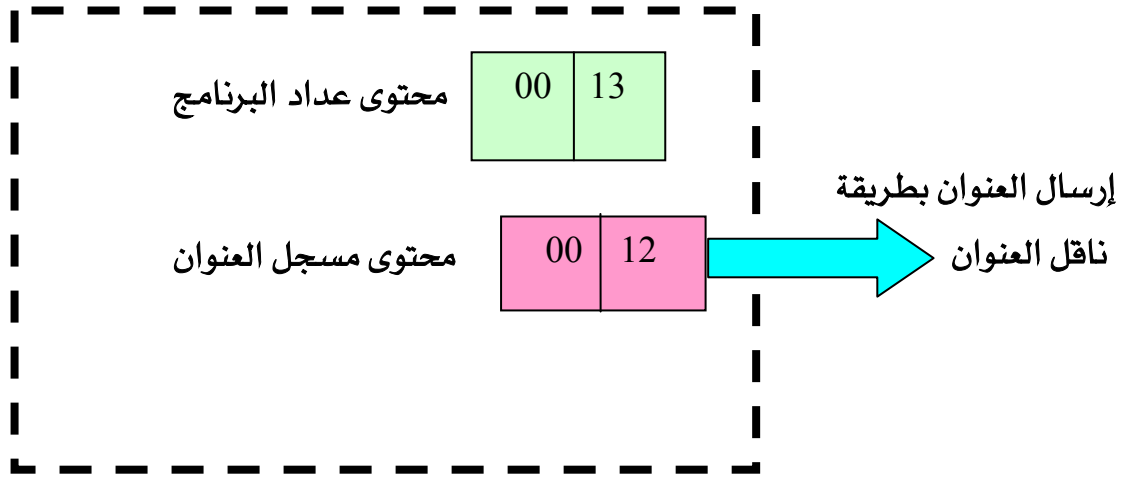 محتوى عداد البرنامج
00 13
إرسال العنوان بطريقة
ناقل العنوان
محتوى مسجل العنوان
00 12